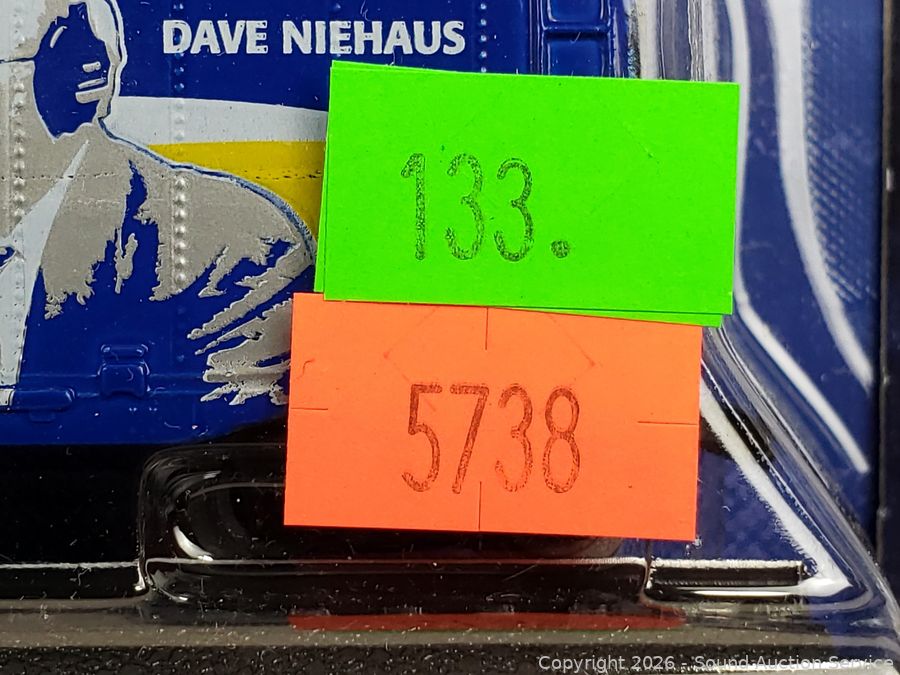 DAVE NIEHAUS
133.
5738
Copyright 2026 - Sound Auction Service